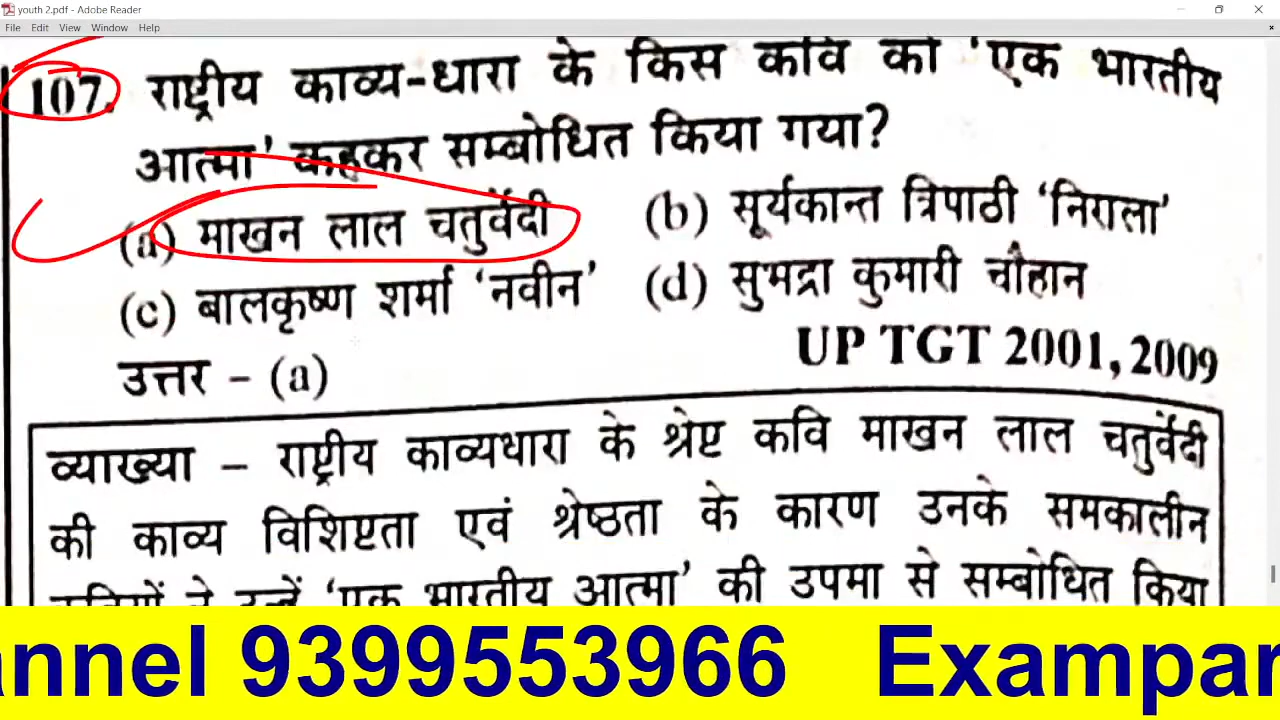 youth 2.pdf - Adobe Reader
File Edit View Window Help
107. राष्ट्रीय काव्य-धारा के किस कवि को 'एक भारतीय
आत्मा' कहकर सम्बोधित किया गया?
(a) माखन लाल चतुर्वेदी (b) सूर्यकान्त त्रिपाठी 'निराला'
(c) बालकृष्ण शर्मा 'नवीन' (d) सुभद्रा कुमारी चौहान
UP TGT 2001, 2009
उत्तर – (a)
व्याख्या – राष्ट्रीय काव्यधारा के श्रेष्ट कवि माखन लाल चतुर्वेदी
की काव्य विशिष्टता एवं श्रेष्ठता के कारण उनके समकालीन
कवियों ने उन्हें 'एक भारतीय आत्मा' की उपमा से सम्बोधित किया
annel 9399553966 Exampar